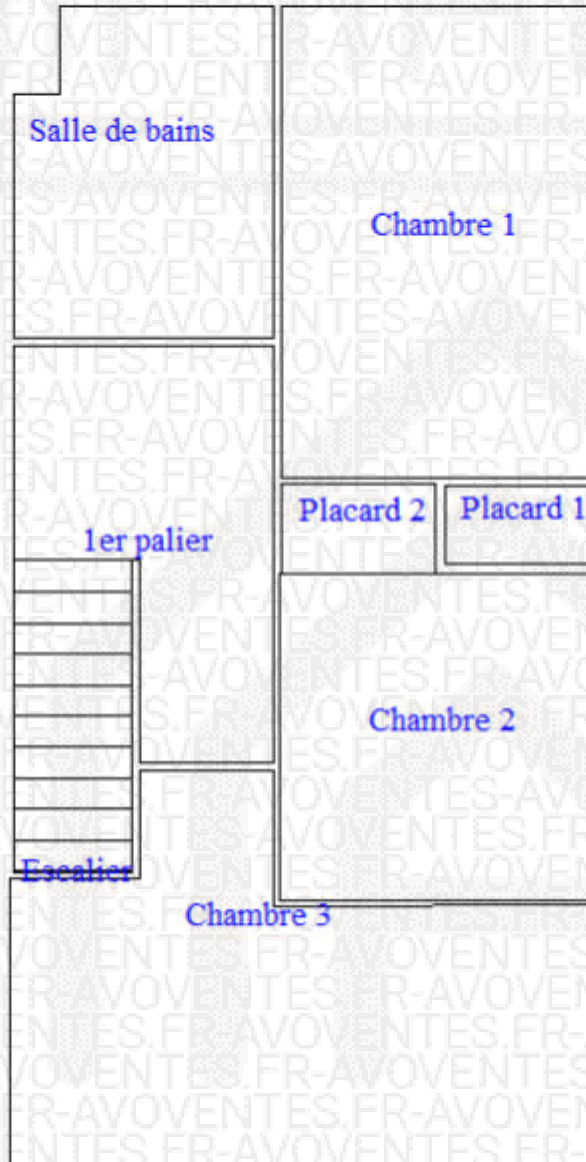 Salle de bains
Chambre 1
Placard 2
Placard 1
1er palier
Chambre 2
Escalier
Chambre 3